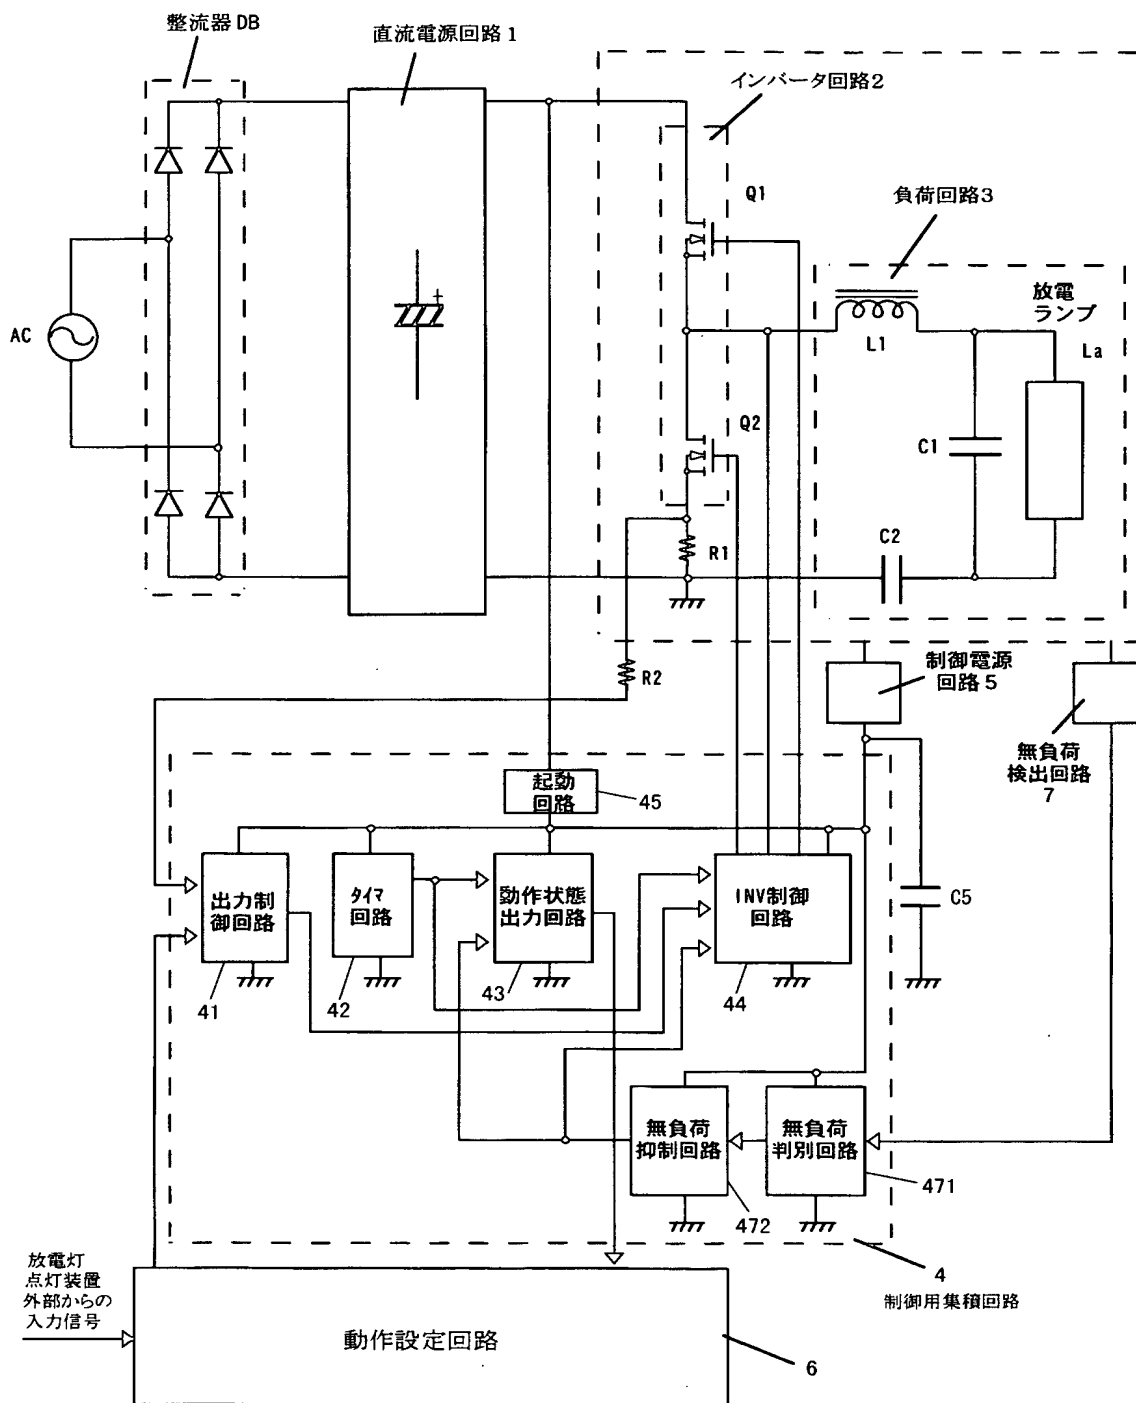 整流器 DB
直流電源回路 1
インバータ回路2
Q1
負荷回路3
放電
ランプ
La
L1
AC
+
Q2
C1
C2
R1
R2
制御電源
回路 5
無負荷
検出回路
7
起動
回路
45
出力制
御回路
タイマ
回路
動作状態
出力回路
INV制御
回路
C5
41
42
43
44
無負荷
抑制回路
無負荷
判別回路
471
472
4
制御用集積回路
放電灯
点灯装置
外部からの
入力信号
動作設定回路
6